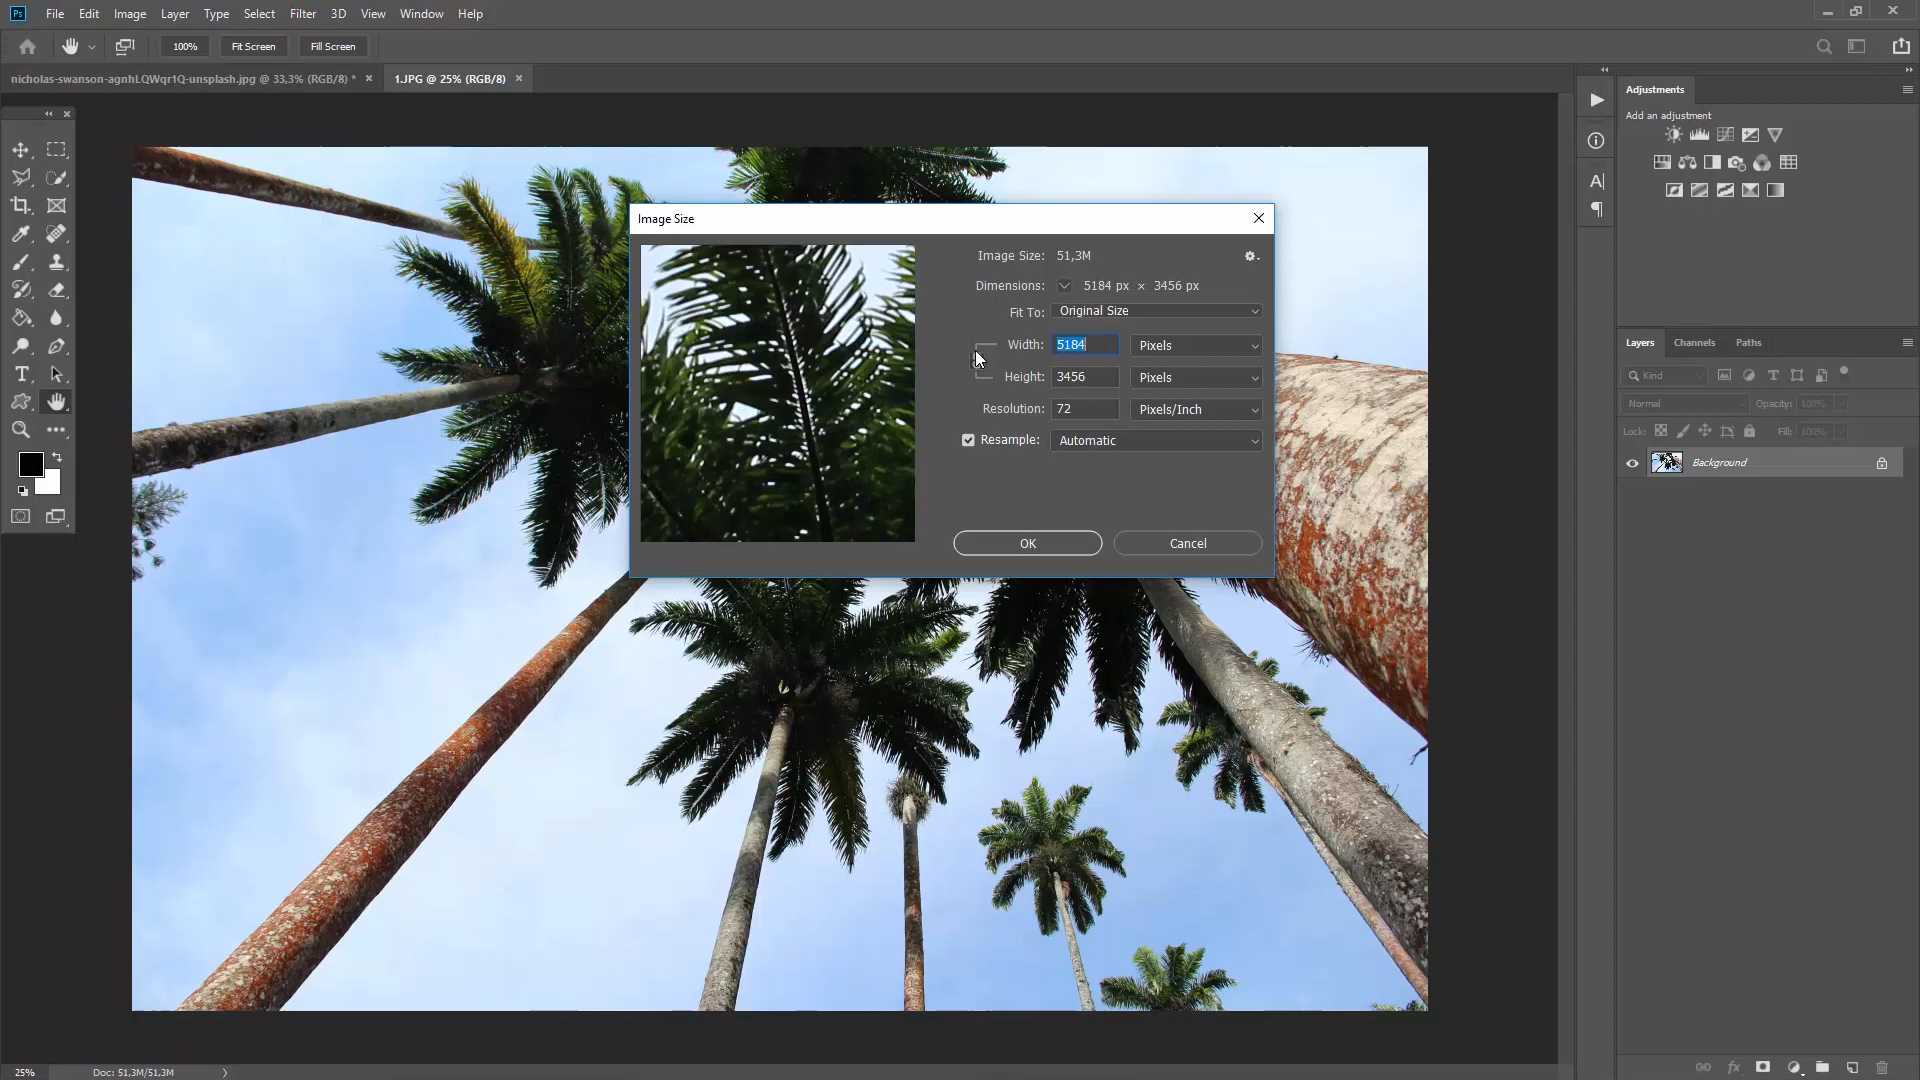 Ps File Edit Image Layer Type Select Filter 3D View Window Help
100% Fit Screen Fill Screen
nicholas-swanson-agnhLQWqr1Q-unsplash.jpg @ 33,3% (RGB/8) * 1.JPG @ 25% (RGB/8)
Adjustments
Add an adjustment
Image Size
Image Size: 51,3M
Dimensions: 5184 px × 3456 px
Fit To: Original Size
Width: 5184 Pixels
Height: 3456 Pixels
Resolution: 72 Pixels/Inch
Resample: Automatic
OK Cancel
Layers Channels Paths
Kind
Normal Opacity: 100%
Lock: Fill: 100%
Background
25% Doc: 51,3M/51,3M